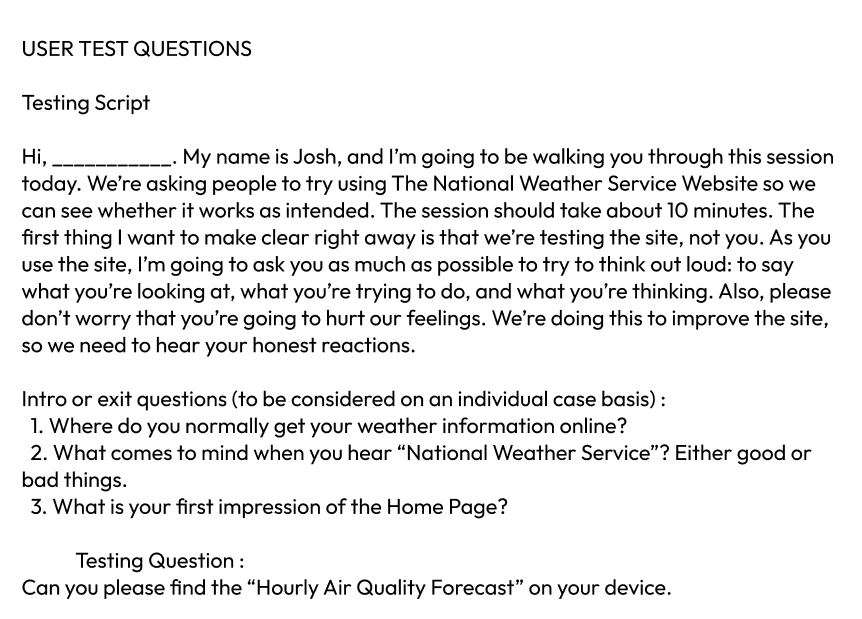 USER TEST QUESTIONS
Testing Script
Hi, ___________. My name is Josh, and I’m going to be walking you through this session
today. We’re asking people to try using The National Weather Service Website so we
can see whether it works as intended. The session should take about 10 minutes. The
first thing I want to make clear right away is that we’re testing the site, not you. As you
use the site, I’m going to ask you as much as possible to try to think out loud: to say
what you’re looking at, what you’re trying to do, and what you’re thinking. Also, please
don’t worry that you’re going to hurt our feelings. We’re doing this to improve the site,
so we need to hear your honest reactions.
Intro or exit questions (to be considered on an individual case basis) :
1. Where do you normally get your weather information online?
2. What comes to mind when you hear “National Weather Service”? Either good or
bad things.
3. What is your first impression of the Home Page?
Testing Question :
Can you please find the “Hourly Air Quality Forecast” on your device.